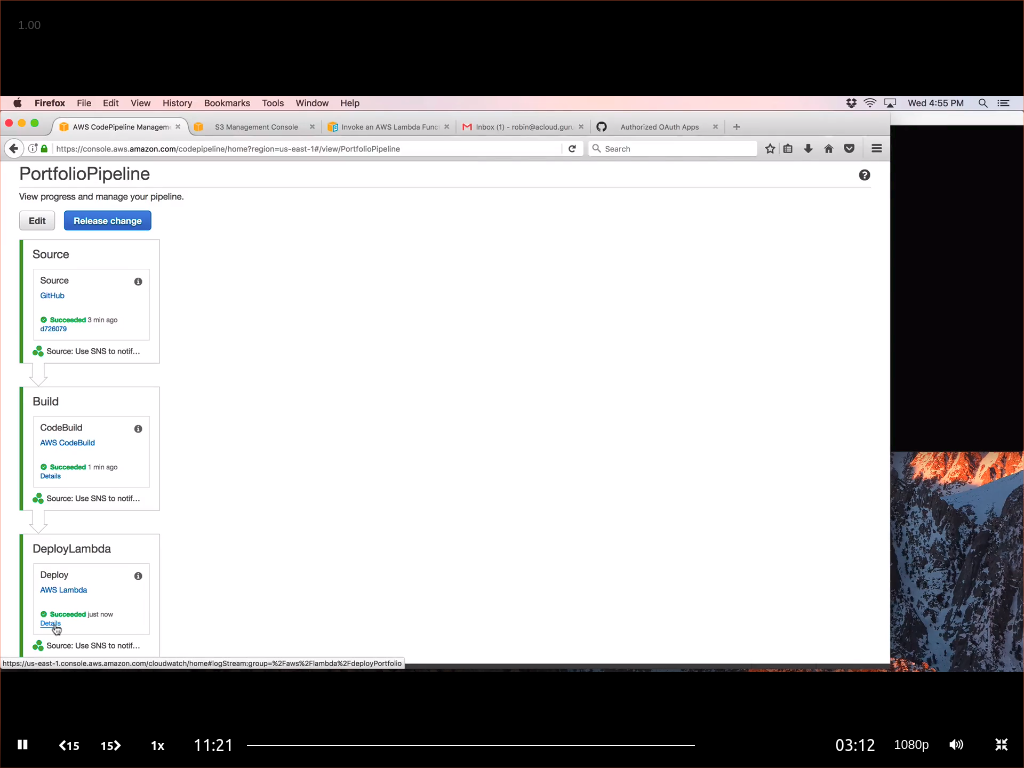 1.00
Firefox File Edit View History Bookmarks Tools Window Help Wed 4:55 PM
AWS CodePipeline Managem S3 Management Console Invoke an AWS Lambda Func Inbox (1) - robin@acloud.gur Authorized OAuth Apps
https://console.aws.amazon.com/codepipeline/home?region=us-east-1#/view/PortfolioPipeline Search
PortfolioPipeline
View progress and manage your pipeline.
Edit Release change
Source
Source
GitHub
Succeeded 3 min ago
d726079
Source: Use SNS to notif...
Build
CodeBuild
AWS CodeBuild
Succeeded 1 min ago
Details
Source: Use SNS to notif...
DeployLambda
Deploy
AWS Lambda
Succeeded just now
Details
Source: Use SNS to notif...
https://us-east-1.console.aws.amazon.com/cloudwatch/home#logStream:group=%2Faws%2Flambda%2FdeployPortfolio
15 15 1x 11:21 03:12 1080p